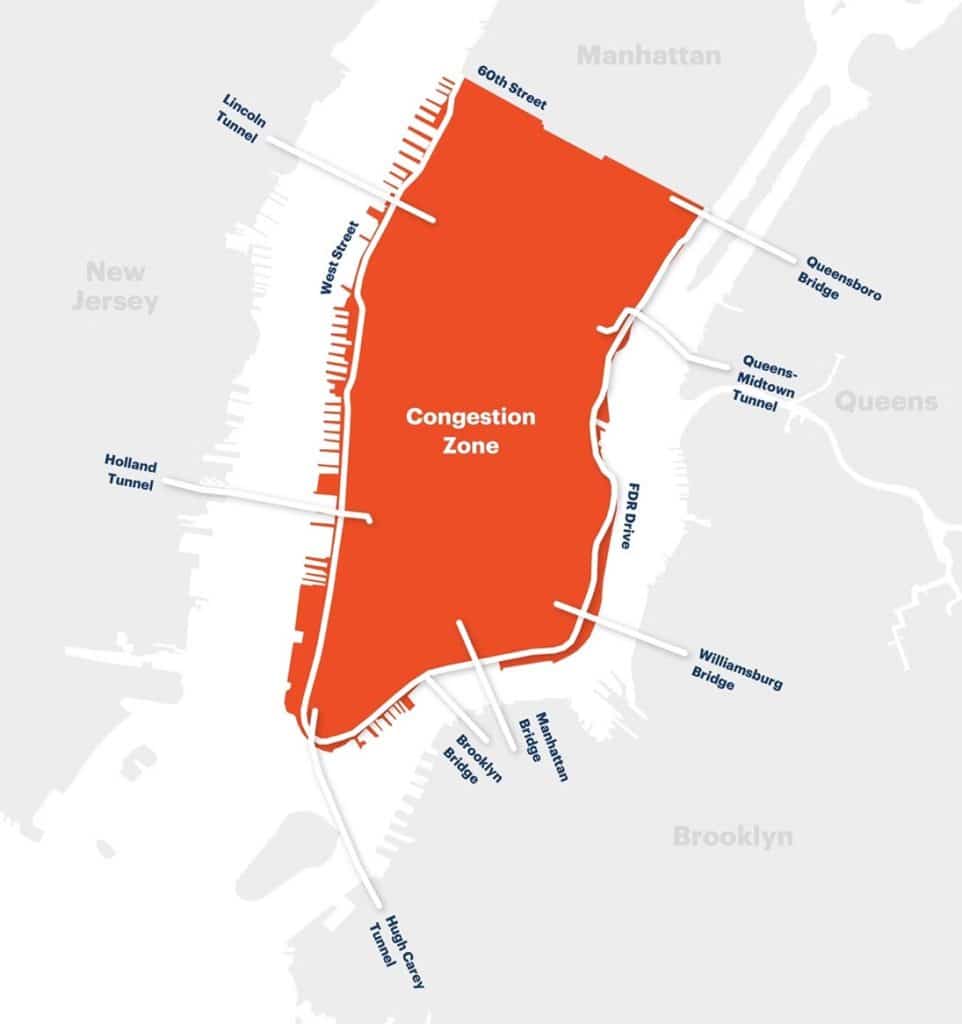 Manhattan
60th Street
Lincoln
Tunnel
West Street
New
Jersey
Queensboro
Bridge
Queens-
Midtown
Tunnel
Queens
Congestion
Zone
Holland
Tunnel
FDR Drive
Williamsburg
Bridge
Manhattan
Bridge
Brooklyn
Bridge
Brooklyn
Hugh Carey
Tunnel